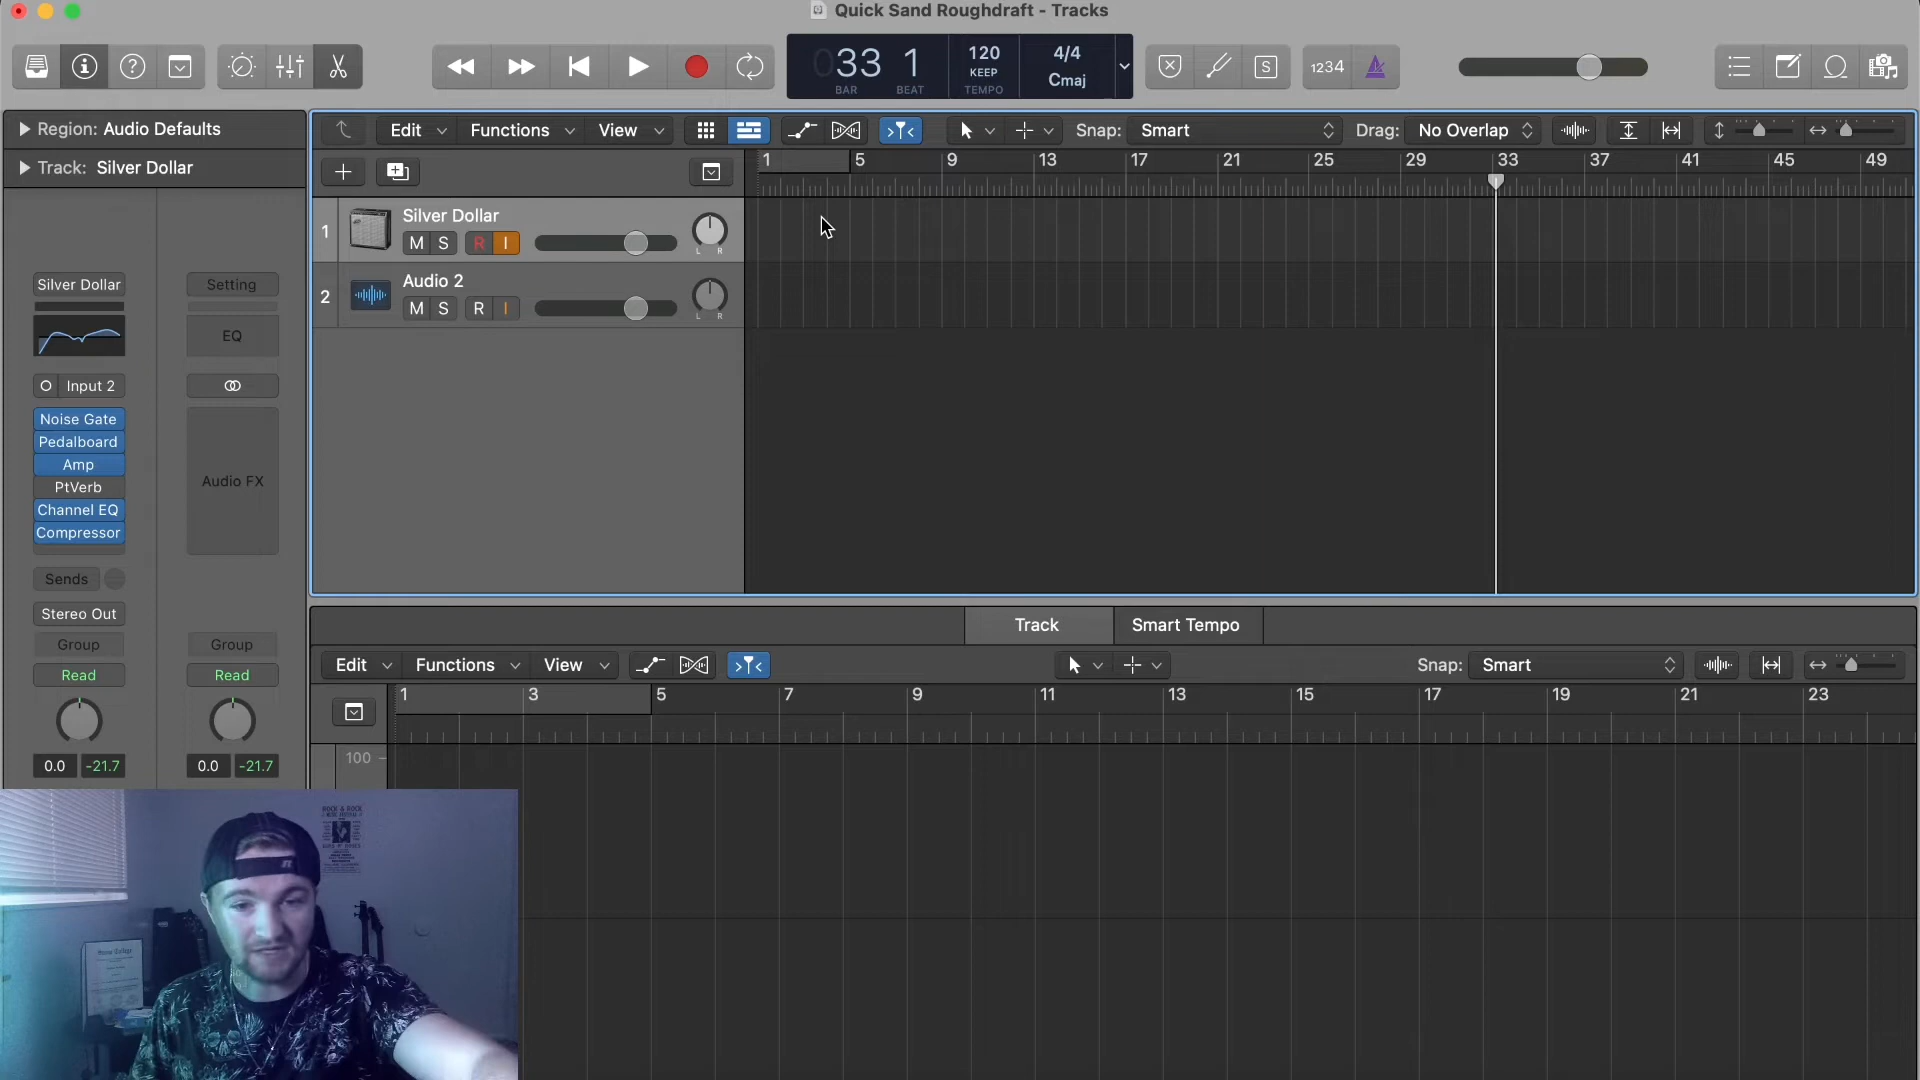 Quick Sand Roughdraft - Tracks
033 1
BAR BEAT
120
KEEP
TEMPO
4/4
Cmaj
1234
Region: Audio Defaults
Track: Silver Dollar
Edit Functions View
Snap: Smart
Drag: No Overlap
1 5 9 13 17 21 25 29 33 37 41 45 49
1
Silver Dollar
M S R I
L R
2
Audio 2
M S R I
L R
Silver Dollar
Setting
EQ
Input 2
Noise Gate
Pedalboard
Amp
PtVerb
Channel EQ
Compressor
Audio FX
Sends
Stereo Out
Group
Group
Read
Read
0.0 -21.7
0.0 -21.7
Track
Smart Tempo
Edit Functions View
Snap: Smart
1 3 5 7 9 11 13 15 17 19 21 23
100